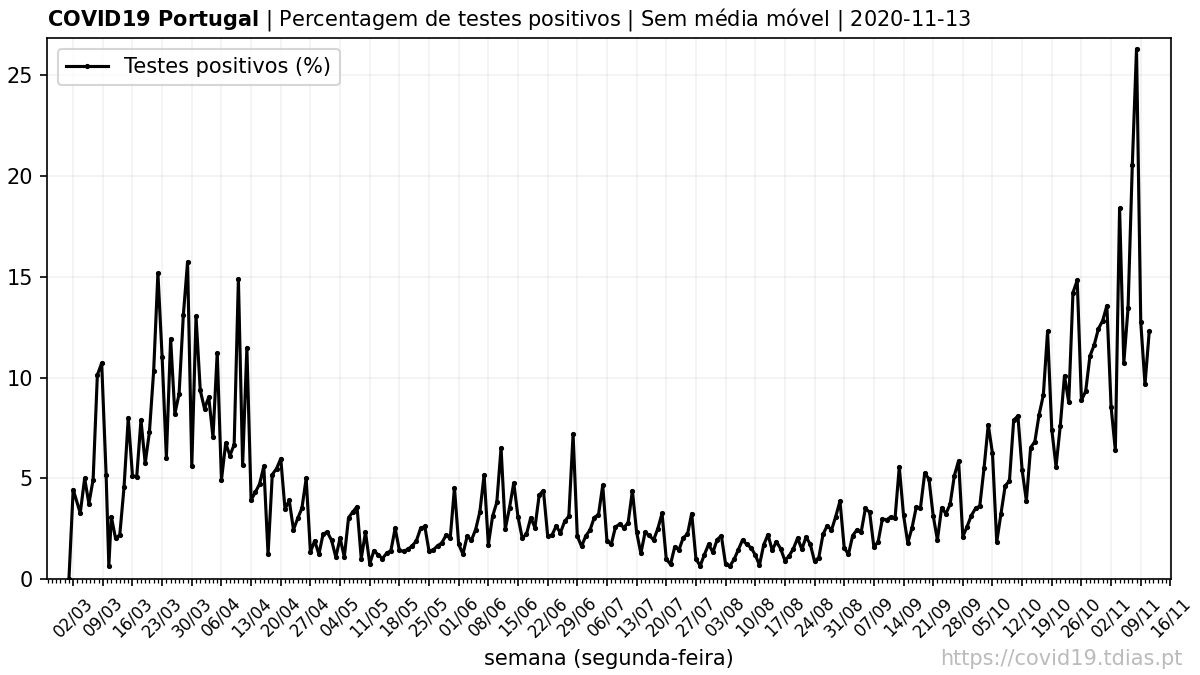 COVID19 Portugal | Percentagem de testes positivos | Sem média móvel | 2020-11-13
Testes positivos (%)
25
20
15
10
5
0
02/03 09/03 16/03 23/03 30/03 06/04 13/04 20/04 27/04 04/05 11/05 18/05 25/05 01/06 08/06 15/06 22/06 29/06 06/07 13/07 20/07 27/07 03/08 10/08 17/08 24/08 31/08 07/09 14/09 21/09 28/09 05/10 12/10 19/10 26/10 02/11 09/11 16/11
semana (segunda-feira)
https://covid19.tdias.pt